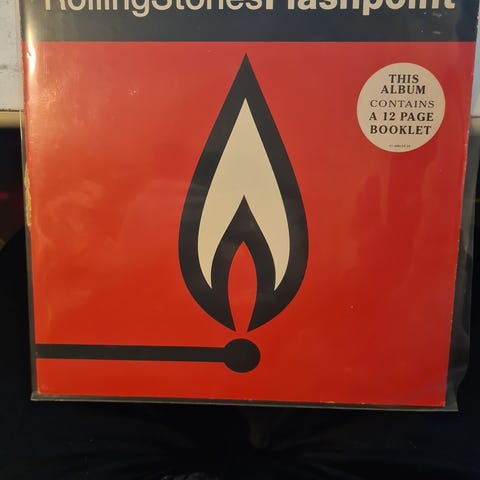 RollingStonesFlashpoint
THIS
ALBUM
CONTAINS
A 12 PAGE
BOOKLET